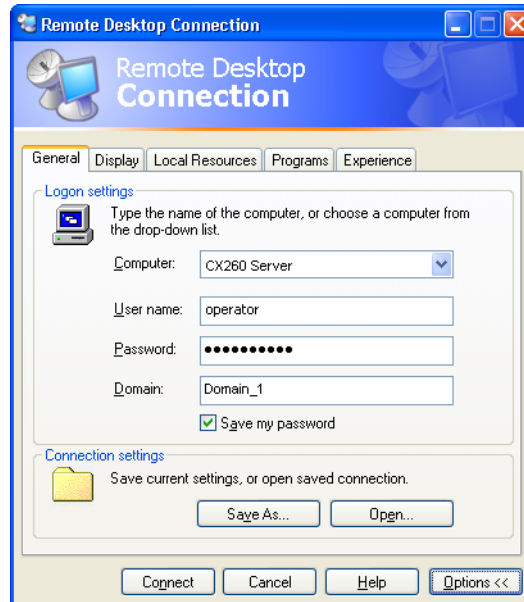 Remote Desktop Connection
Remote Desktop
Connection
General Display Local Resources Programs Experience
Logon settings
Type the name of the computer, or choose a computer from
the drop-down list.
Computer: CX260 Server
User name: operator
Password: ●●●●●●●●●●
Domain: Domain_1
Save my password
Connection settings
Save current settings, or open saved connection.
Save As... Open...
Connect Cancel Help Options <<